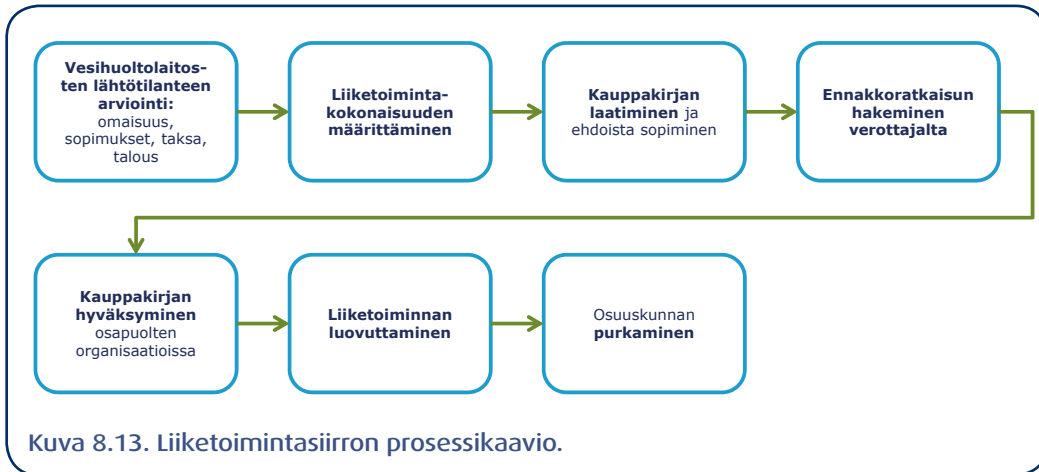 Vesihuoltolaitos-
ten lähtötilanteen
arviointi:
omaisuus,
sopimukset, taksa,
talous
Liiketoiminta-
kokonaisuuden
määrittäminen
Kauppakirjan
laatiminen ja
ehdoista sopiminen
Ennakkoratkaisun
hakeminen
verottajalta
Kauppakirjan
hyväksyminen
osapuolten
organisaatioissa
Liiketoiminnan
luovuttaminen
Osuuskunnan
purkaminen
Kuva 8.13. Liiketoimintasiirron prosessikaavio.